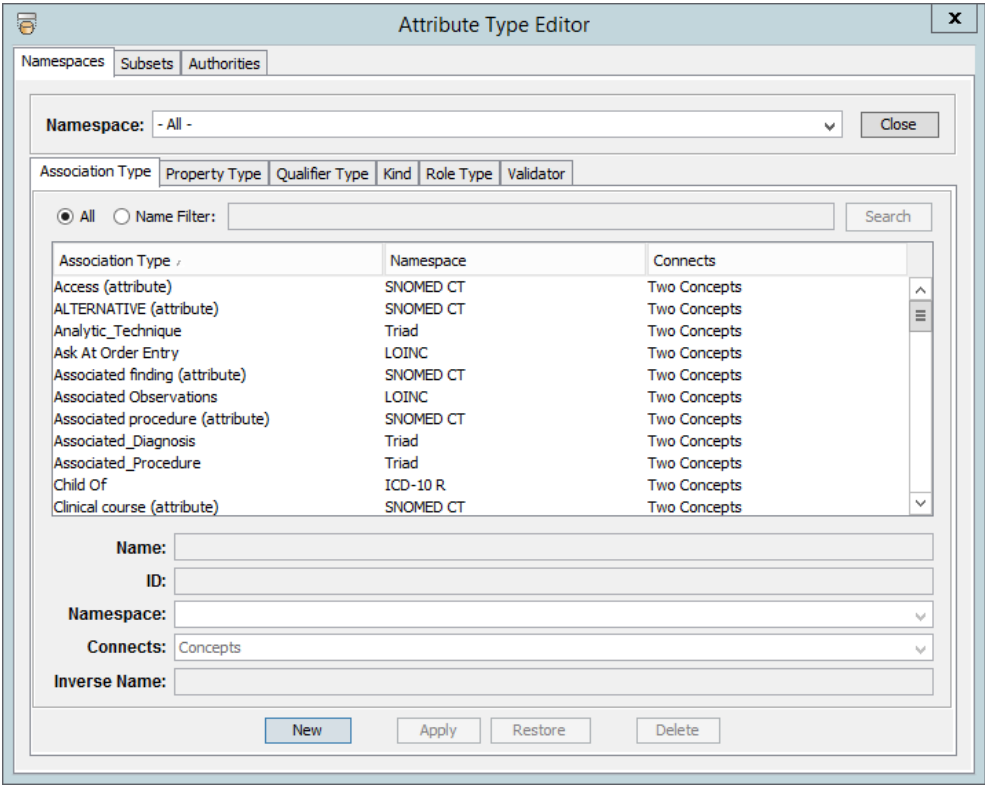 Attribute Type Editor x
Namespaces Subsets Authorities
Namespace: - All - Close
Association Type Property Type Qualifier Type Kind Role Type Validator
All Name Filter: Search
Association Type Namespace Connects
Access (attribute) SNOMED CT Two Concepts
ALTERNATIVE (attribute) SNOMED CT Two Concepts
Analytic_Technique Triad Two Concepts
Ask At Order Entry LOINC Two Concepts
Associated finding (attribute) SNOMED CT Two Concepts
Associated Observations LOINC Two Concepts
Associated procedure (attribute) SNOMED CT Two Concepts
Associated_Diagnosis Triad Two Concepts
Associated_Procedure Triad Two Concepts
Child Of ICD-10 R Two Concepts
Clinical course (attribute) SNOMED CT Two Concepts
Name:
ID:
Namespace:
Connects: Concepts
Inverse Name:
New Apply Restore Delete